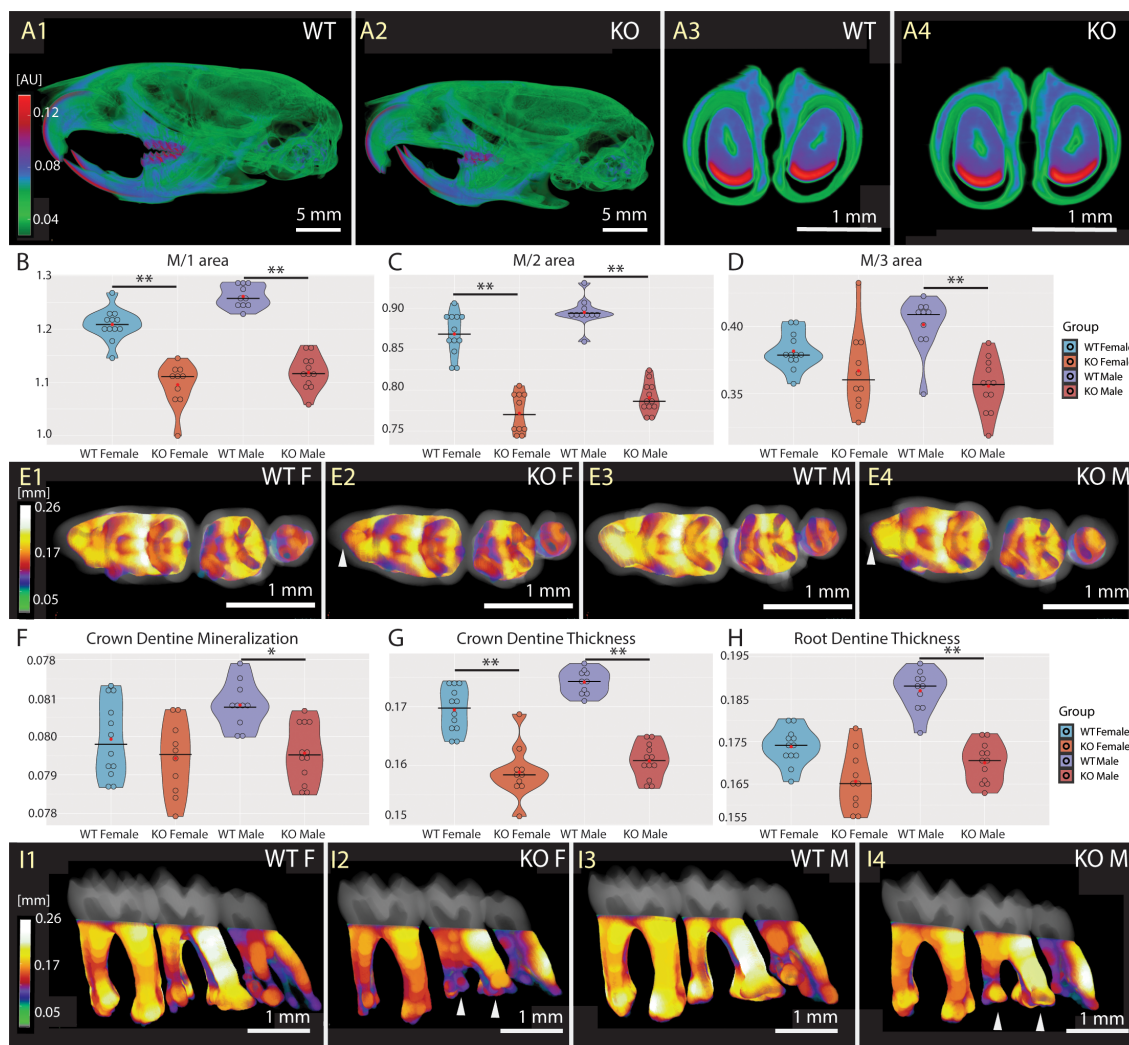 A1 WT A2 KO A3 WT A4 KO
[AU]
0.12
0.08
0.04
5 mm 5 mm 1 mm 1 mm
B M/1 area C M/2 area D M/3 area
** ** ** ** **
1.3
1.2
1.1
1.0
0.90
0.85
0.80
0.75
0.40
0.35
Group
WT Female
KO Female
WT Male
KO Male
WT Female KO Female WT Male KO Male WT Female KO Female WT Male KO Male WT Female KO Female WT Male KO Male
E1 WT F E2 KO F E3 WT M E4 KO M
[mm]
0.26
0.17
0.05
1 mm 1 mm 1 mm 1 mm
F Crown Dentine Mineralization G Crown Dentine Thickness H Root Dentine Thickness
* ** ** **
0.078
0.081
0.080
0.079
0.078
0.17
0.16
0.15
0.195
0.185
0.175
0.165
0.155
Group
WT Female
KO Female
WT Male
KO Male
WT Female KO Female WT Male KO Male WT Female KO Female WT Male KO Male WT Female KO Female WT Male KO Male
I1 WT F I2 KO F I3 WT M I4 KO M
[mm]
0.26
0.17
0.05
1 mm 1 mm 1 mm 1 mm